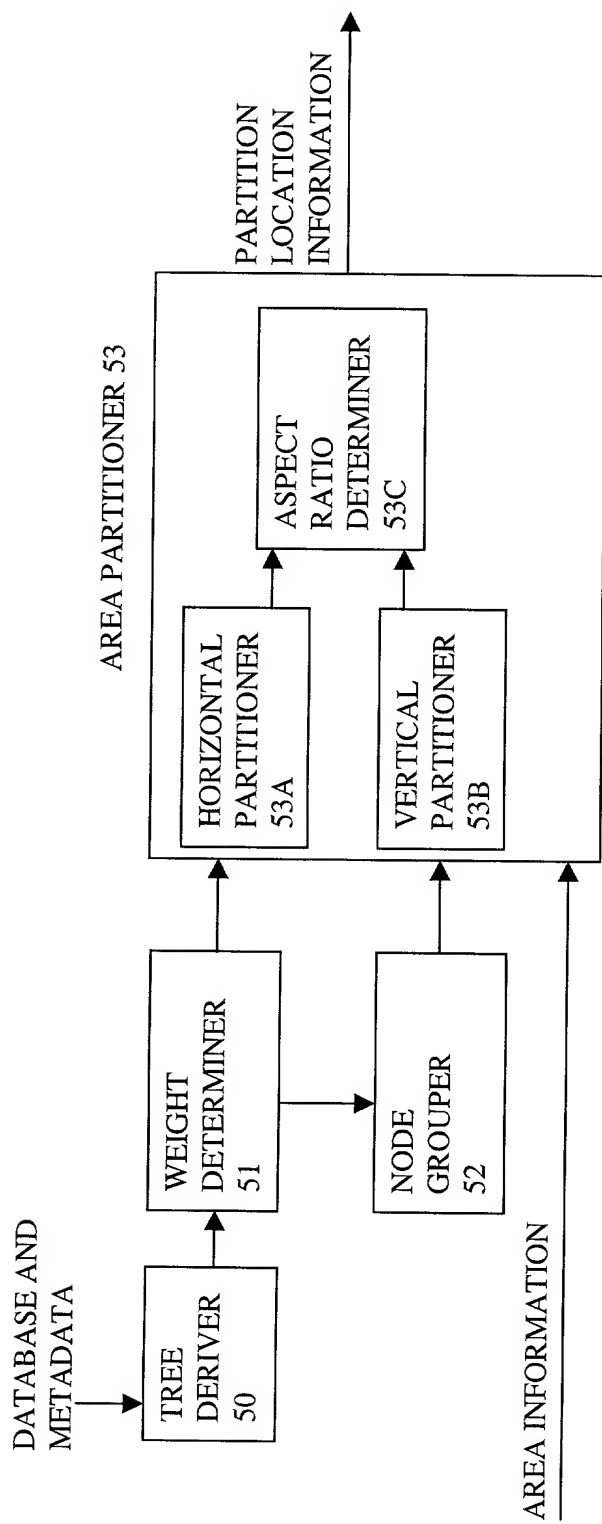 DATABASE AND
METADATA
TREE
DERIVER
50
WEIGHT
DETERMINER
51
NODE
GROUPER
52
AREA INFORMATION
AREA PARTITIONER 53
HORIZONTAL
PARTITIONER
53A
VERTICAL
PARTITIONER
53B
ASPECT
RATIO
DETERMINER
53C
PARTITION
LOCATION
INFORMATION